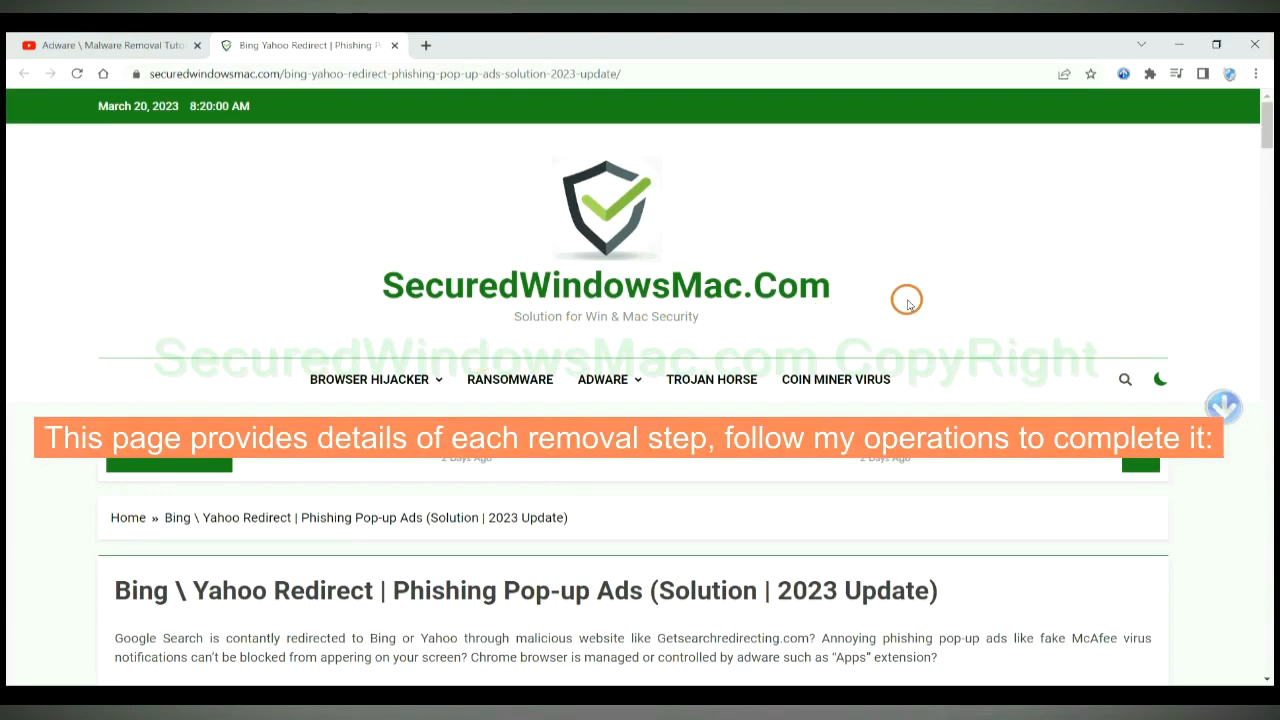 Adware \ Malware Removal Tuto
Bing Yahoo Redirect | Phishing P
securedwindowsmac.com/bing-yahoo-redirect-phishing-pop-up-ads-solution-2023-update/
March 20, 2023 8:20:00 AM
SecuredWindowsMac.Com
Solution for Win & Mac Security
SecuredWindowsMac.com CopyRight
BROWSER HIJACKER RANSOMWARE ADWARE TROJAN HORSE COIN MINER VIRUS
This page provides details of each removal step, follow my operations to complete it:
2 Days Ago 2 Days Ago
Home » Bing \ Yahoo Redirect | Phishing Pop-up Ads (Solution | 2023 Update)
Bing \ Yahoo Redirect | Phishing Pop-up Ads (Solution | 2023 Update)
Google Search is contantly redirected to Bing or Yahoo through malicious website like Getsearchredirecting.com? Annoying phishing pop-up ads like fake McAfee virus
notifications can't be blocked from appering on your screen? Chrome browser is managed or controlled by adware such as “Apps” extension?